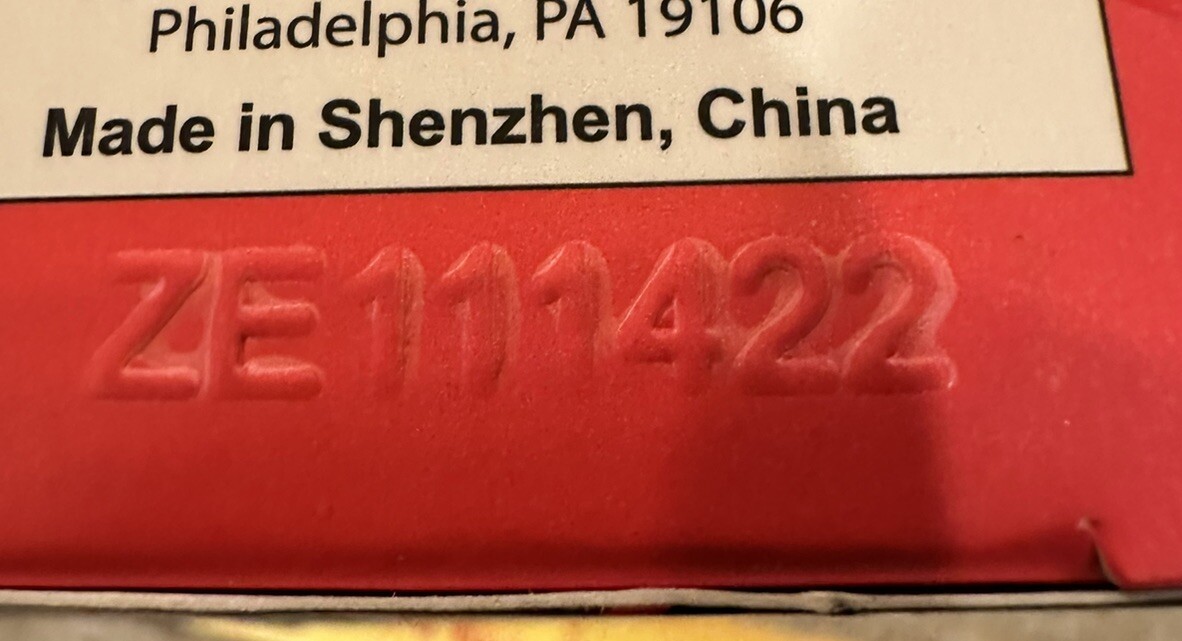 Philadelphia, PA 19106
Made in Shenzhen, China
ZE111422